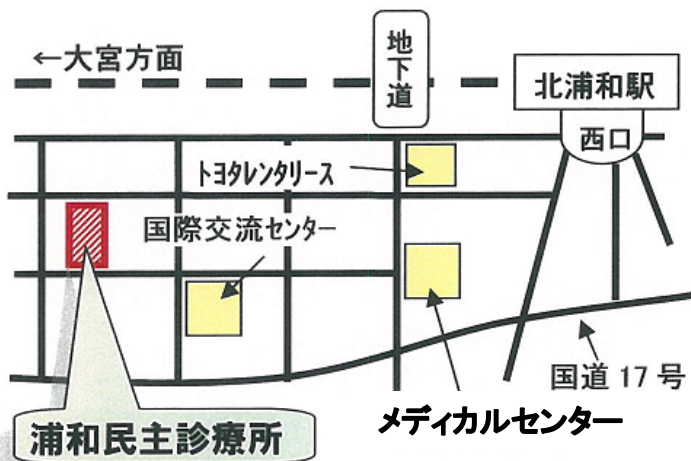 ←大宮方面
地下道
北浦和駅
西口
トヨタレンタリース
国際交流センター
国道17号
メディカルセンター
浦和民主診療所